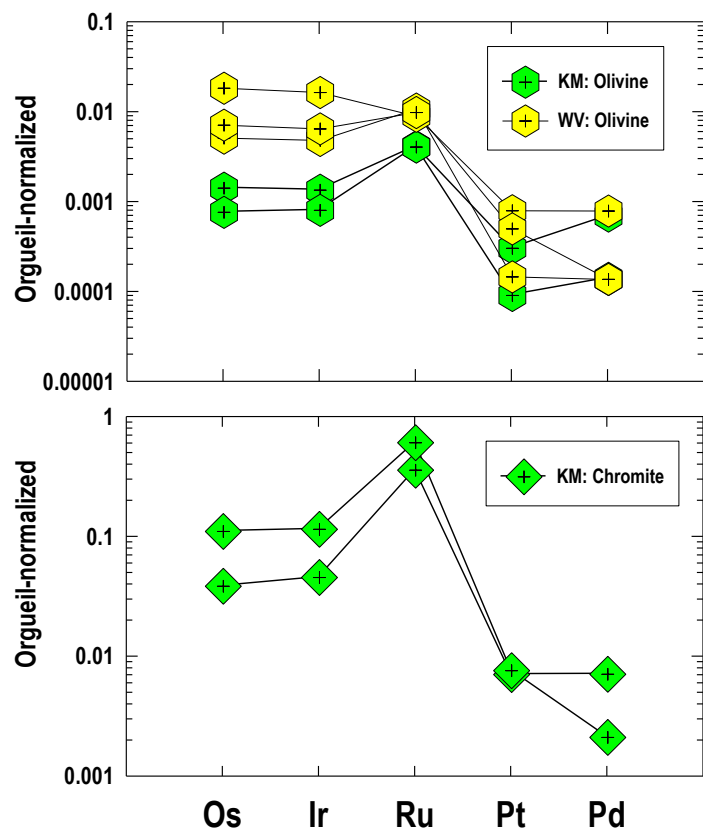 0.1
KM: Olivine
WV: Olivine
0.01
0.001
0.0001
0.00001
Orgueil-normalized
1
KM: Chromite
0.1
0.01
0.001
Orgueil-normalized
Os Ir Ru Pt Pd